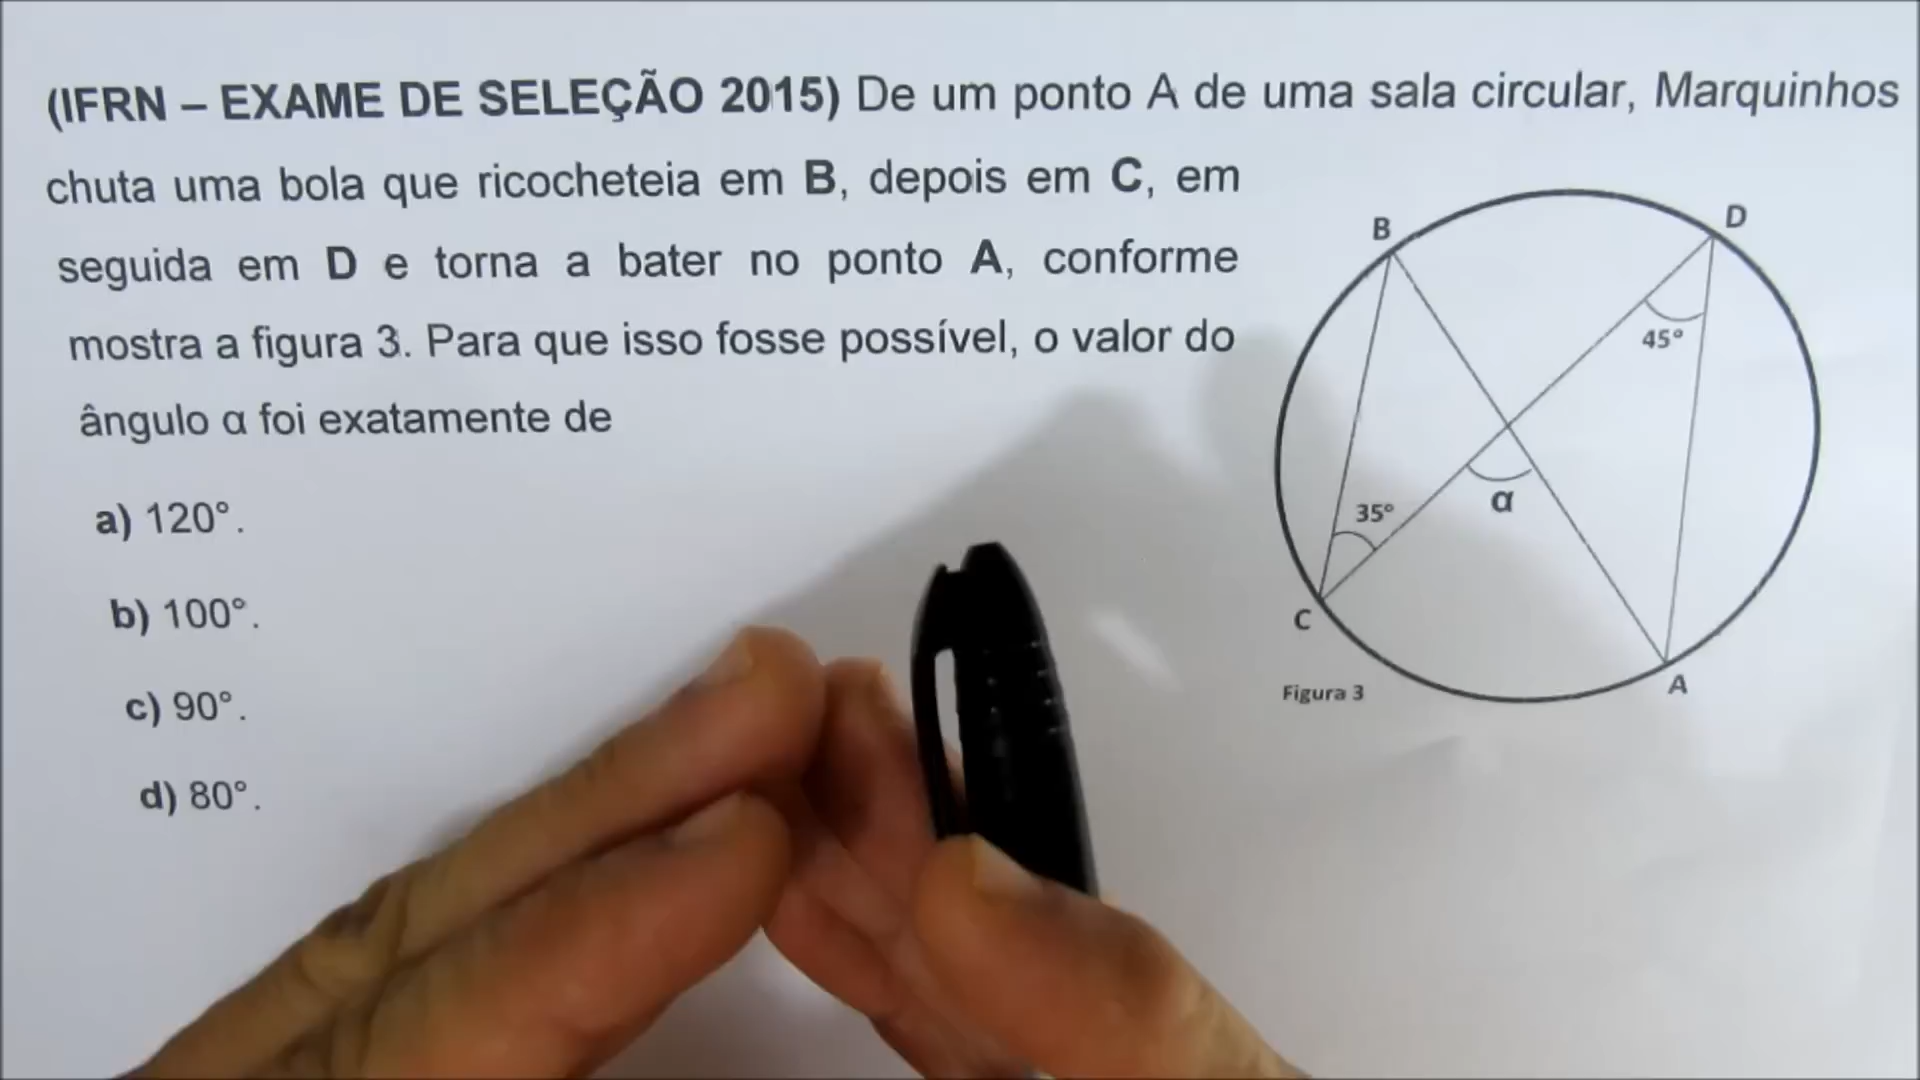 (IFRN – EXAME DE SELEÇÃO 2015) De um ponto A de uma sala circular, Marquinhos
chuta uma bola que ricocheteia em B, depois em C, em
seguida em D e torna a bater no ponto A, conforme
mostra a figura 3. Para que isso fosse possível, o valor do
ângulo α foi exatamente de
a) 120°.
b) 100°.
c) 90°.
d) 80°.
B
D
45°
α
35°
C
A
Figura 3